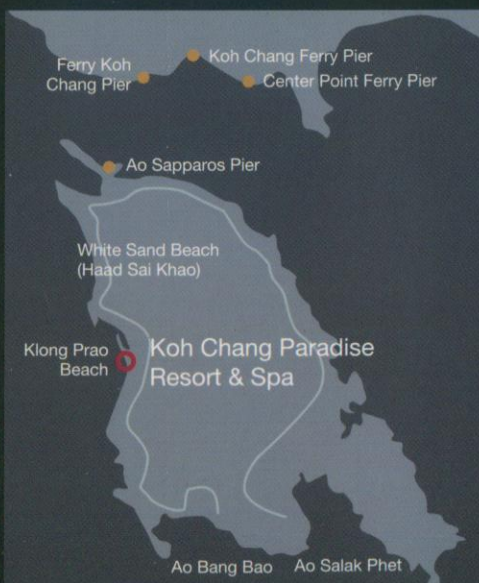 Ferry Koh
Chang Pier
Koh Chang Ferry Pier
Center Point Ferry Pier
Ao Sapparos Pier
White Sand Beach
(Haad Sai Khao)
Klong Prao
Beach
Koh Chang Paradise
Resort & Spa
Ao Bang Bao
Ao Salak Phet